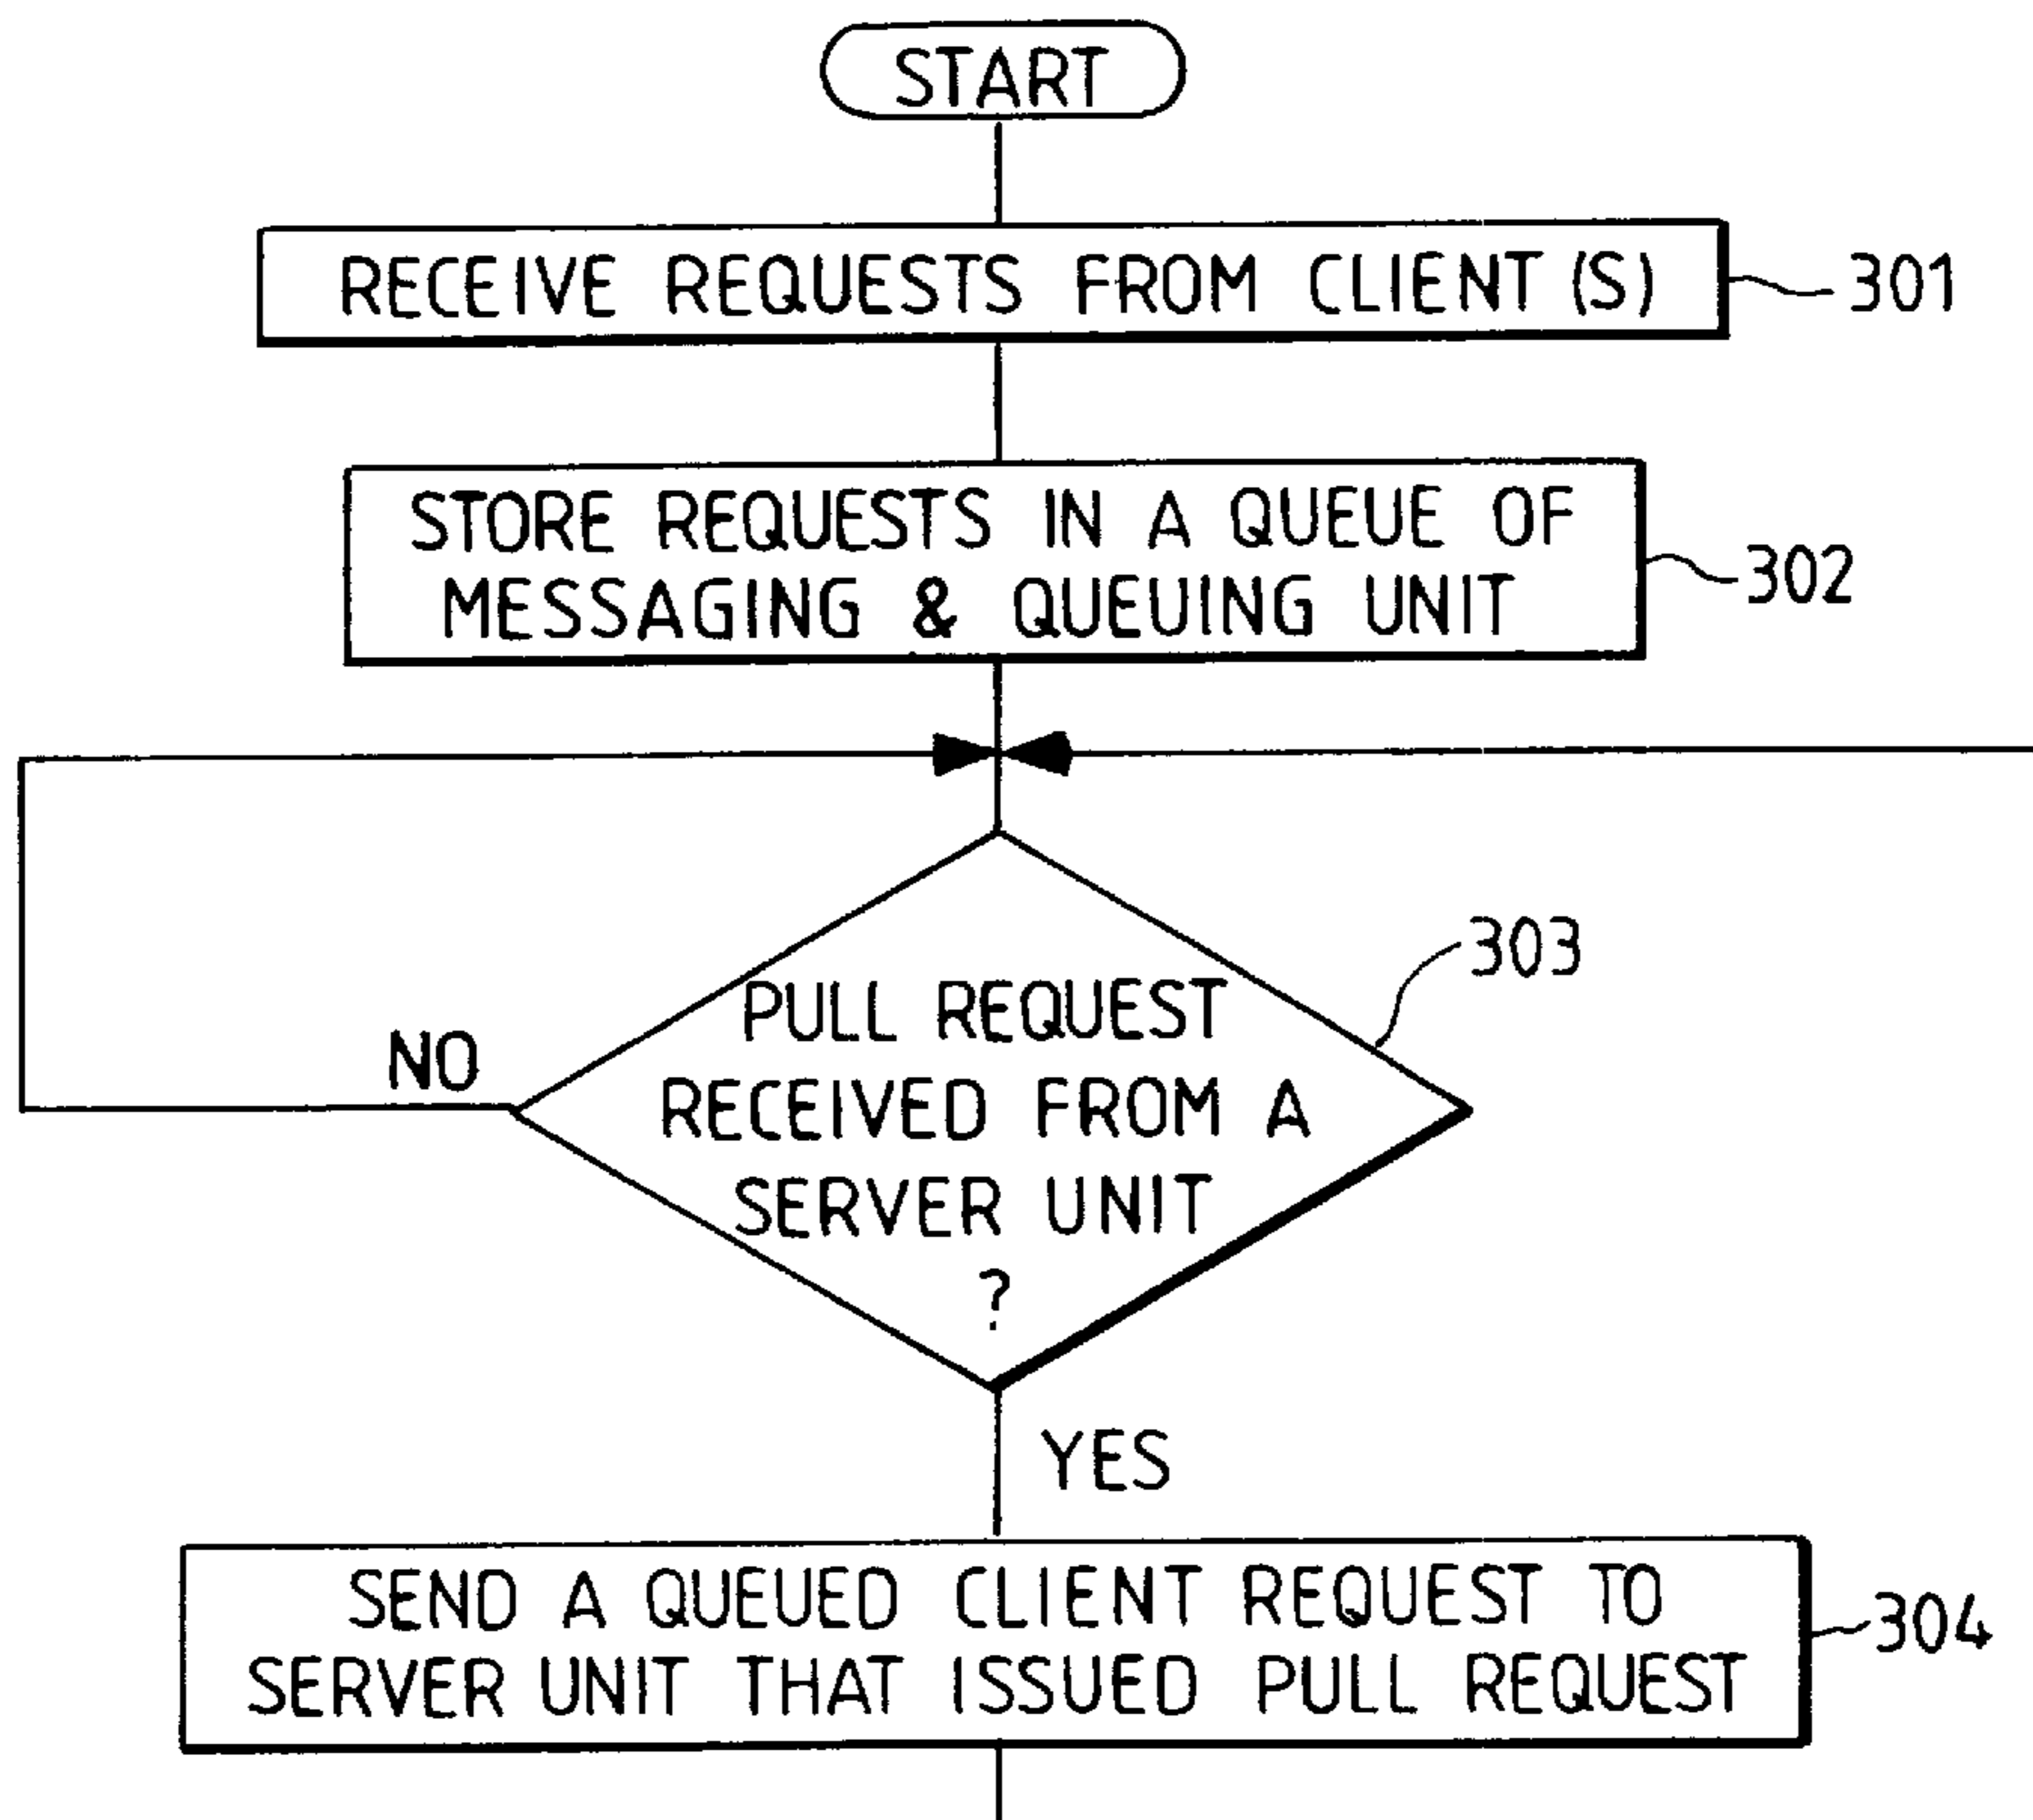 START
RECEIVE REQUESTS FROM CLIENT (S)
301
STORE REQUESTS IN A QUEUE OF
MESSAGING & QUEUING UNIT
302
303
PULL REQUEST
RECEIVED FROM A
SERVER UNIT
?
NO
YES
SEND A QUEUED CLIENT REQUEST TO
SERVER UNIT THAT ISSUED PULL REQUEST
304